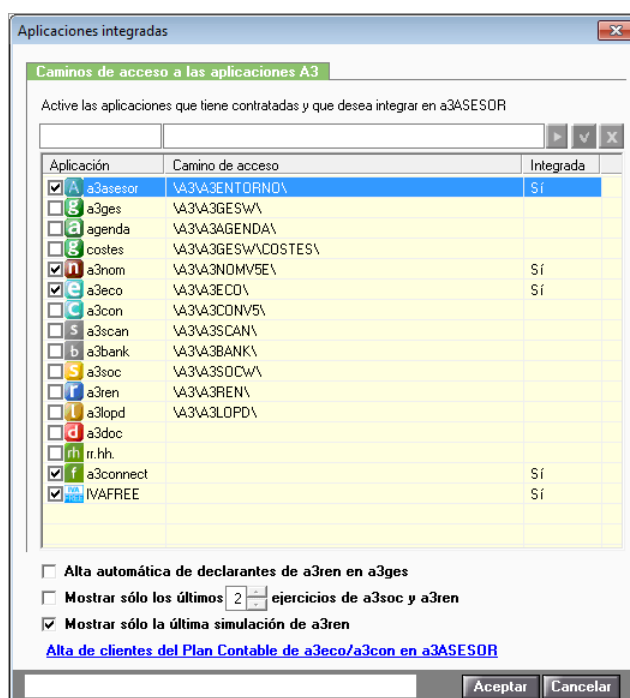 Aplicaciones integradas
Caminos de acceso a las aplicaciones A3
Active las aplicaciones que tiene contratadas y que desea integrar en a3ASESOR
Aplicación Camino de acceso Integrada
A a3asesor \A3\A3ENTORNO\ Sí
g a3ges \A3\A3GESW\
a agenda \A3\A3AGENDA\
g costes \A3\A3GESW\COSTES\
n a3nom \A3\A3NOMV5E\ Sí
e a3eco \A3\A3ECO\ Sí
c a3con \A3\A3CONV5\
s a3scan \A3\A3SCAN\
b a3bank \A3\A3BANK\
s a3soc \A3\A3SOCW\
r a3ren \A3\A3REN\
l a3lopd \A3\A3LOPD\
d a3doc
rh rr.hh.
f a3connect Sí
IVA FREE IVAFREE Sí
Alta automática de declarantes de a3ren en a3ges
Mostrar sólo los últimos 2 ejercicios de a3soc y a3ren
Mostrar sólo la última simulación de a3ren
Alta de clientes del Plan Contable de a3eco/a3con en a3ASESOR
Aceptar Cancelar